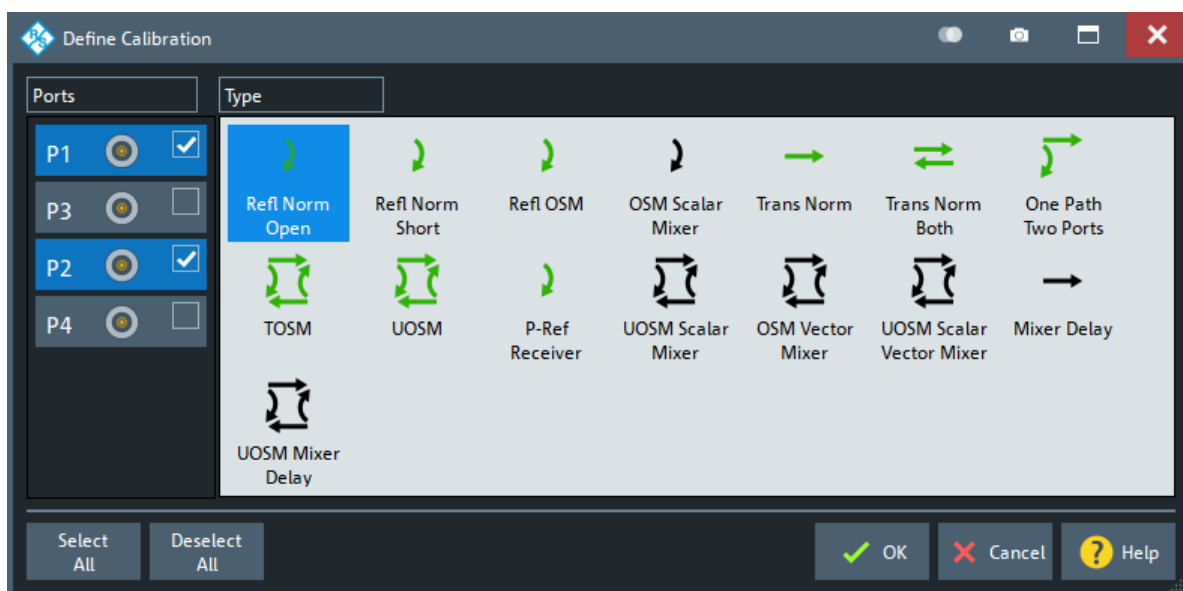 R/S Define Calibration
Ports
Type
P1
P3
P2
P4
Refl Norm
Open
Refl Norm
Short
Refl OSM
OSM Scalar
Mixer
Trans Norm
Trans Norm
Both
One Path
Two Ports
TOSM
UOSM
P-Ref
Receiver
UOSM Scalar
Mixer
OSM Vector
Mixer
UOSM Scalar
Vector Mixer
Mixer Delay
UOSM Mixer
Delay
Select
All
Deselect
All
OK
Cancel
? Help